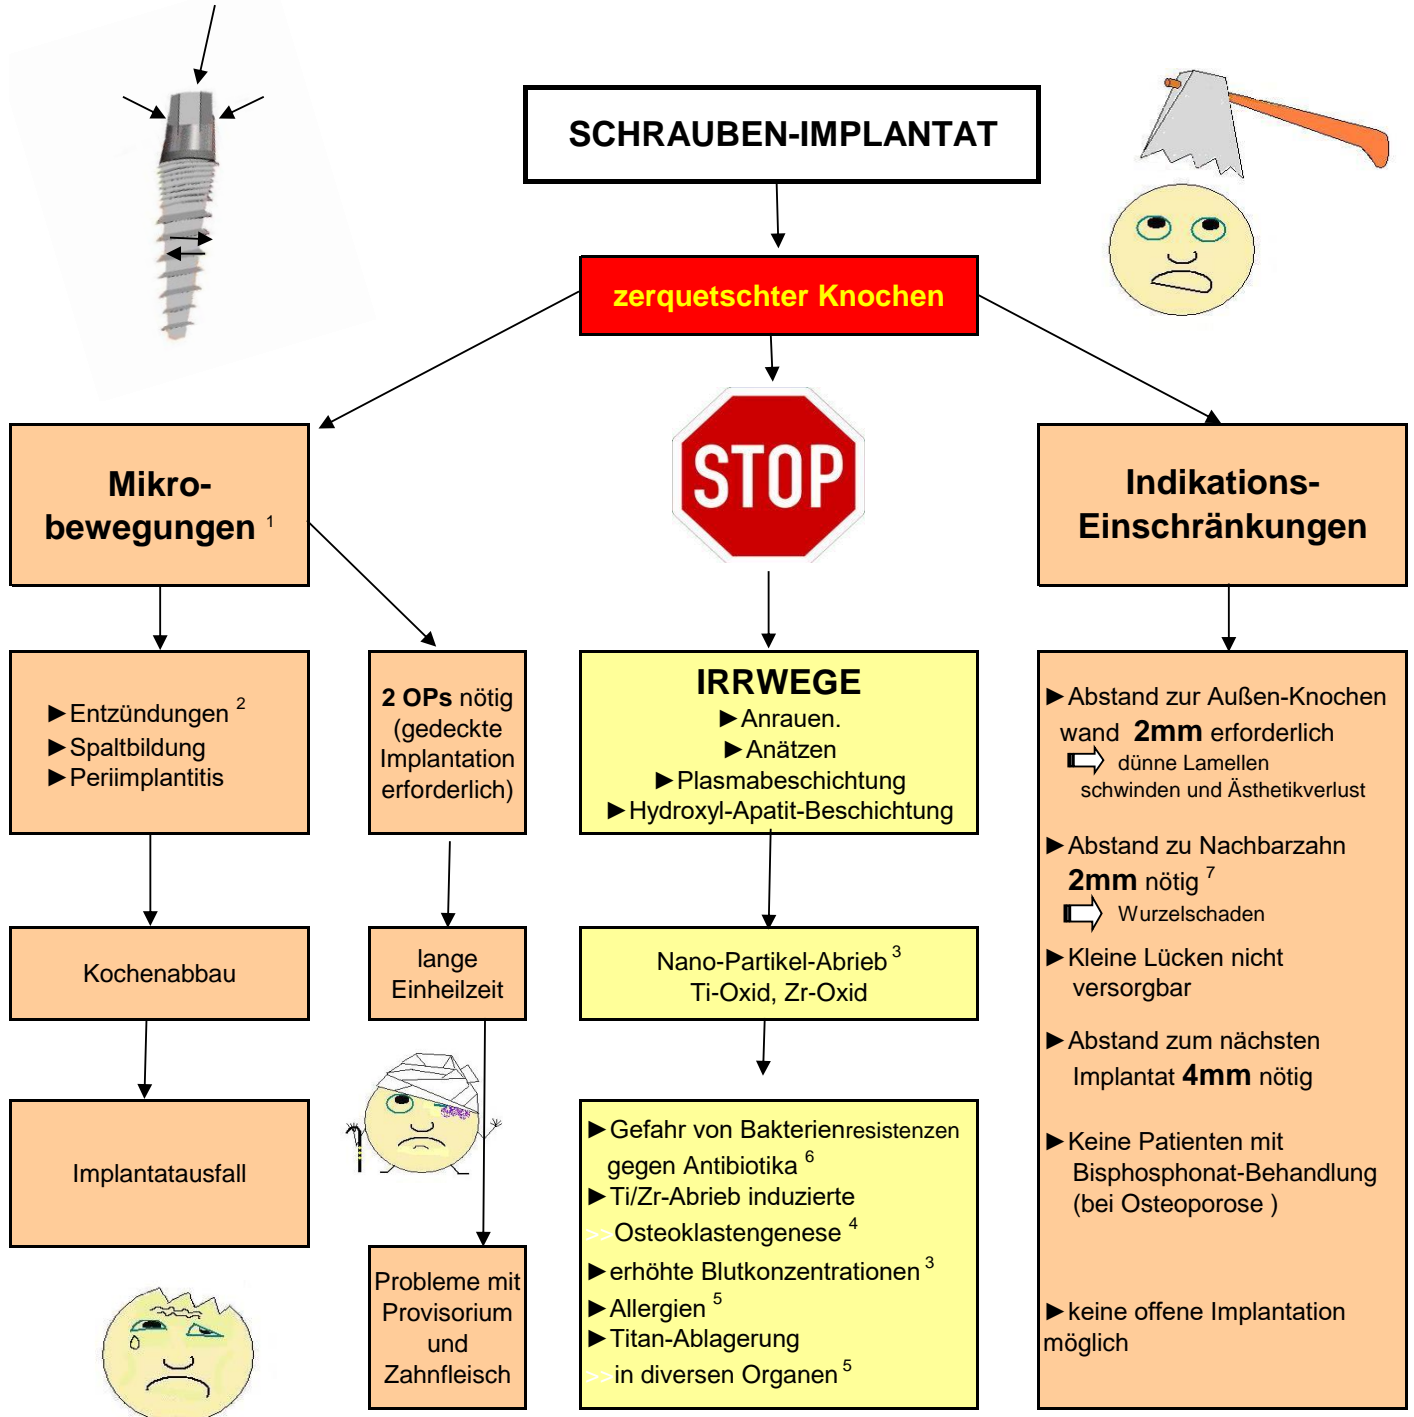 SCHRAUBEN-IMPLANTAT
zerquetschter Knochen
STOP
Mikro-
bewegungen 1
Indikations-
Einschränkungen
►Entzündungen 2
►Spaltbildung
►Periimplantitis
2 OPs nötig
(gedeckte
Implantation
erforderlich)
IRRWEGE
►Anrauen.
►Anätzen
►Plasmabeschichtung
►Hydroxyl-Apatit-Beschichtung
►Abstand zur Außen-Knochen
wand 2mm erforderlich
dünne Lamellen
schwinden und Ästhetikverlust
►Abstand zu Nachbarzahn
2mm nötig 7
Wurzelschaden
►Kleine Lücken nicht
versorgbar
►Abstand zum nächsten
Implantat 4mm nötig
►Keine Patienten mit
Bisphosphonat-Behandlung
(bei Osteoporose )
►keine offene Implantation
möglich
Kochenabbau
lange
Einheilzeit
Nano-Partikel-Abrieb 3
Ti-Oxid, Zr-Oxid
Implantatausfall
Probleme mit
Provisorium
und
Zahnfleisch
►Gefahr von Bakterienresistenzen
gegen Antibiotika 6
►Ti/Zr-Abrieb induzierte
>>Osteoklastengenese 4
►erhöhte Blutkonzentrationen 3
►Allergien 5
►Titan-Ablagerung
>>in diversen Organen 5